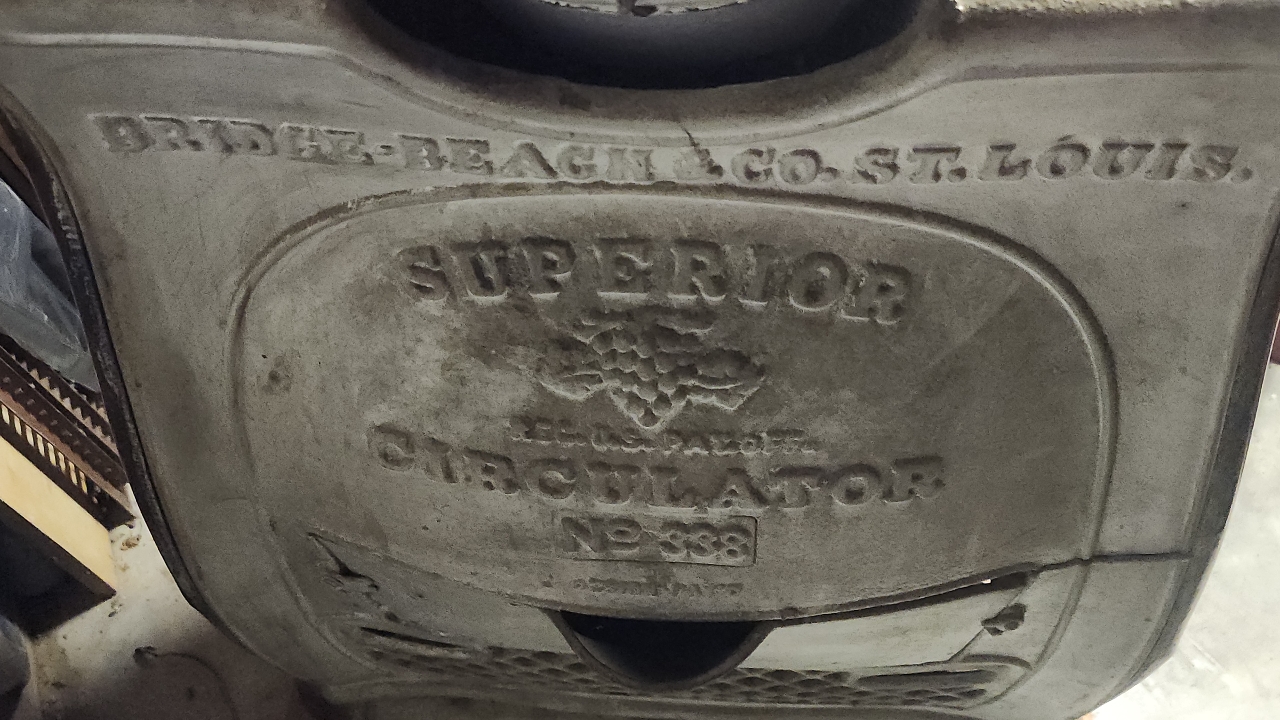 BRIDGE-BEACH & CO. ST. LOUIS.
SUPERIOR
REG. U.S. PAT. OFF.
CIRCULATOR
No 338